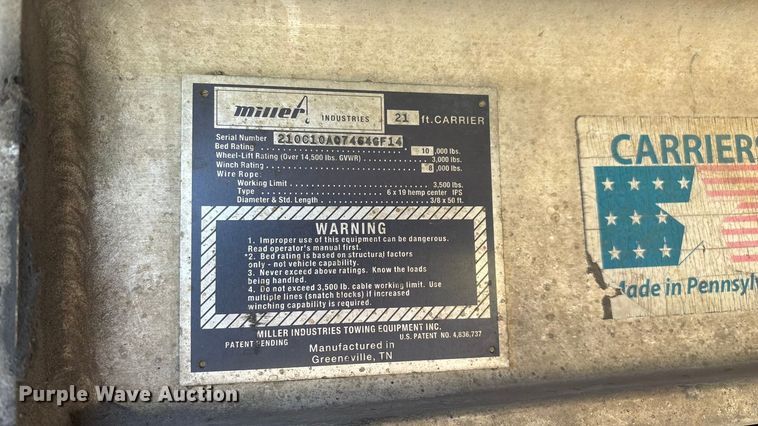 miller INDUSTRIES 21 ft. CARRIER
Serial Number 210C10A07464GF14
Bed Rating 10 ,000 lbs.
Wheel-Lift Rating (Over 14,500 lbs. GVWR) 3,000 lbs.
Winch Rating 8 ,000 lbs.
Wire Rope:
Working Limit 3,500 lbs.
Type 6 x 19 hemp center IPS
Diameter & Std. Length 3/8 x 50 ft.
WARNING
1. Improper use of this equipment can be dangerous.
Read operator's manual first.
*2. Bed rating is based on structural factors
only - not vehicle capability.
3. Never exceed above ratings. Know the loads
being handled.
4. Do not exceed 3,500 lb. cable working limit. Use
multiple lines (snatch blocks) if increased
winching capability is required.
MILLER INDUSTRIES TOWING EQUIPMENT INC.
PATENT PENDING U.S. PATENT NO. 4,636,737
Manufactured in
Greeneville, TN
CARRIERS
Made in Pennsylv
Purple Wave Auction